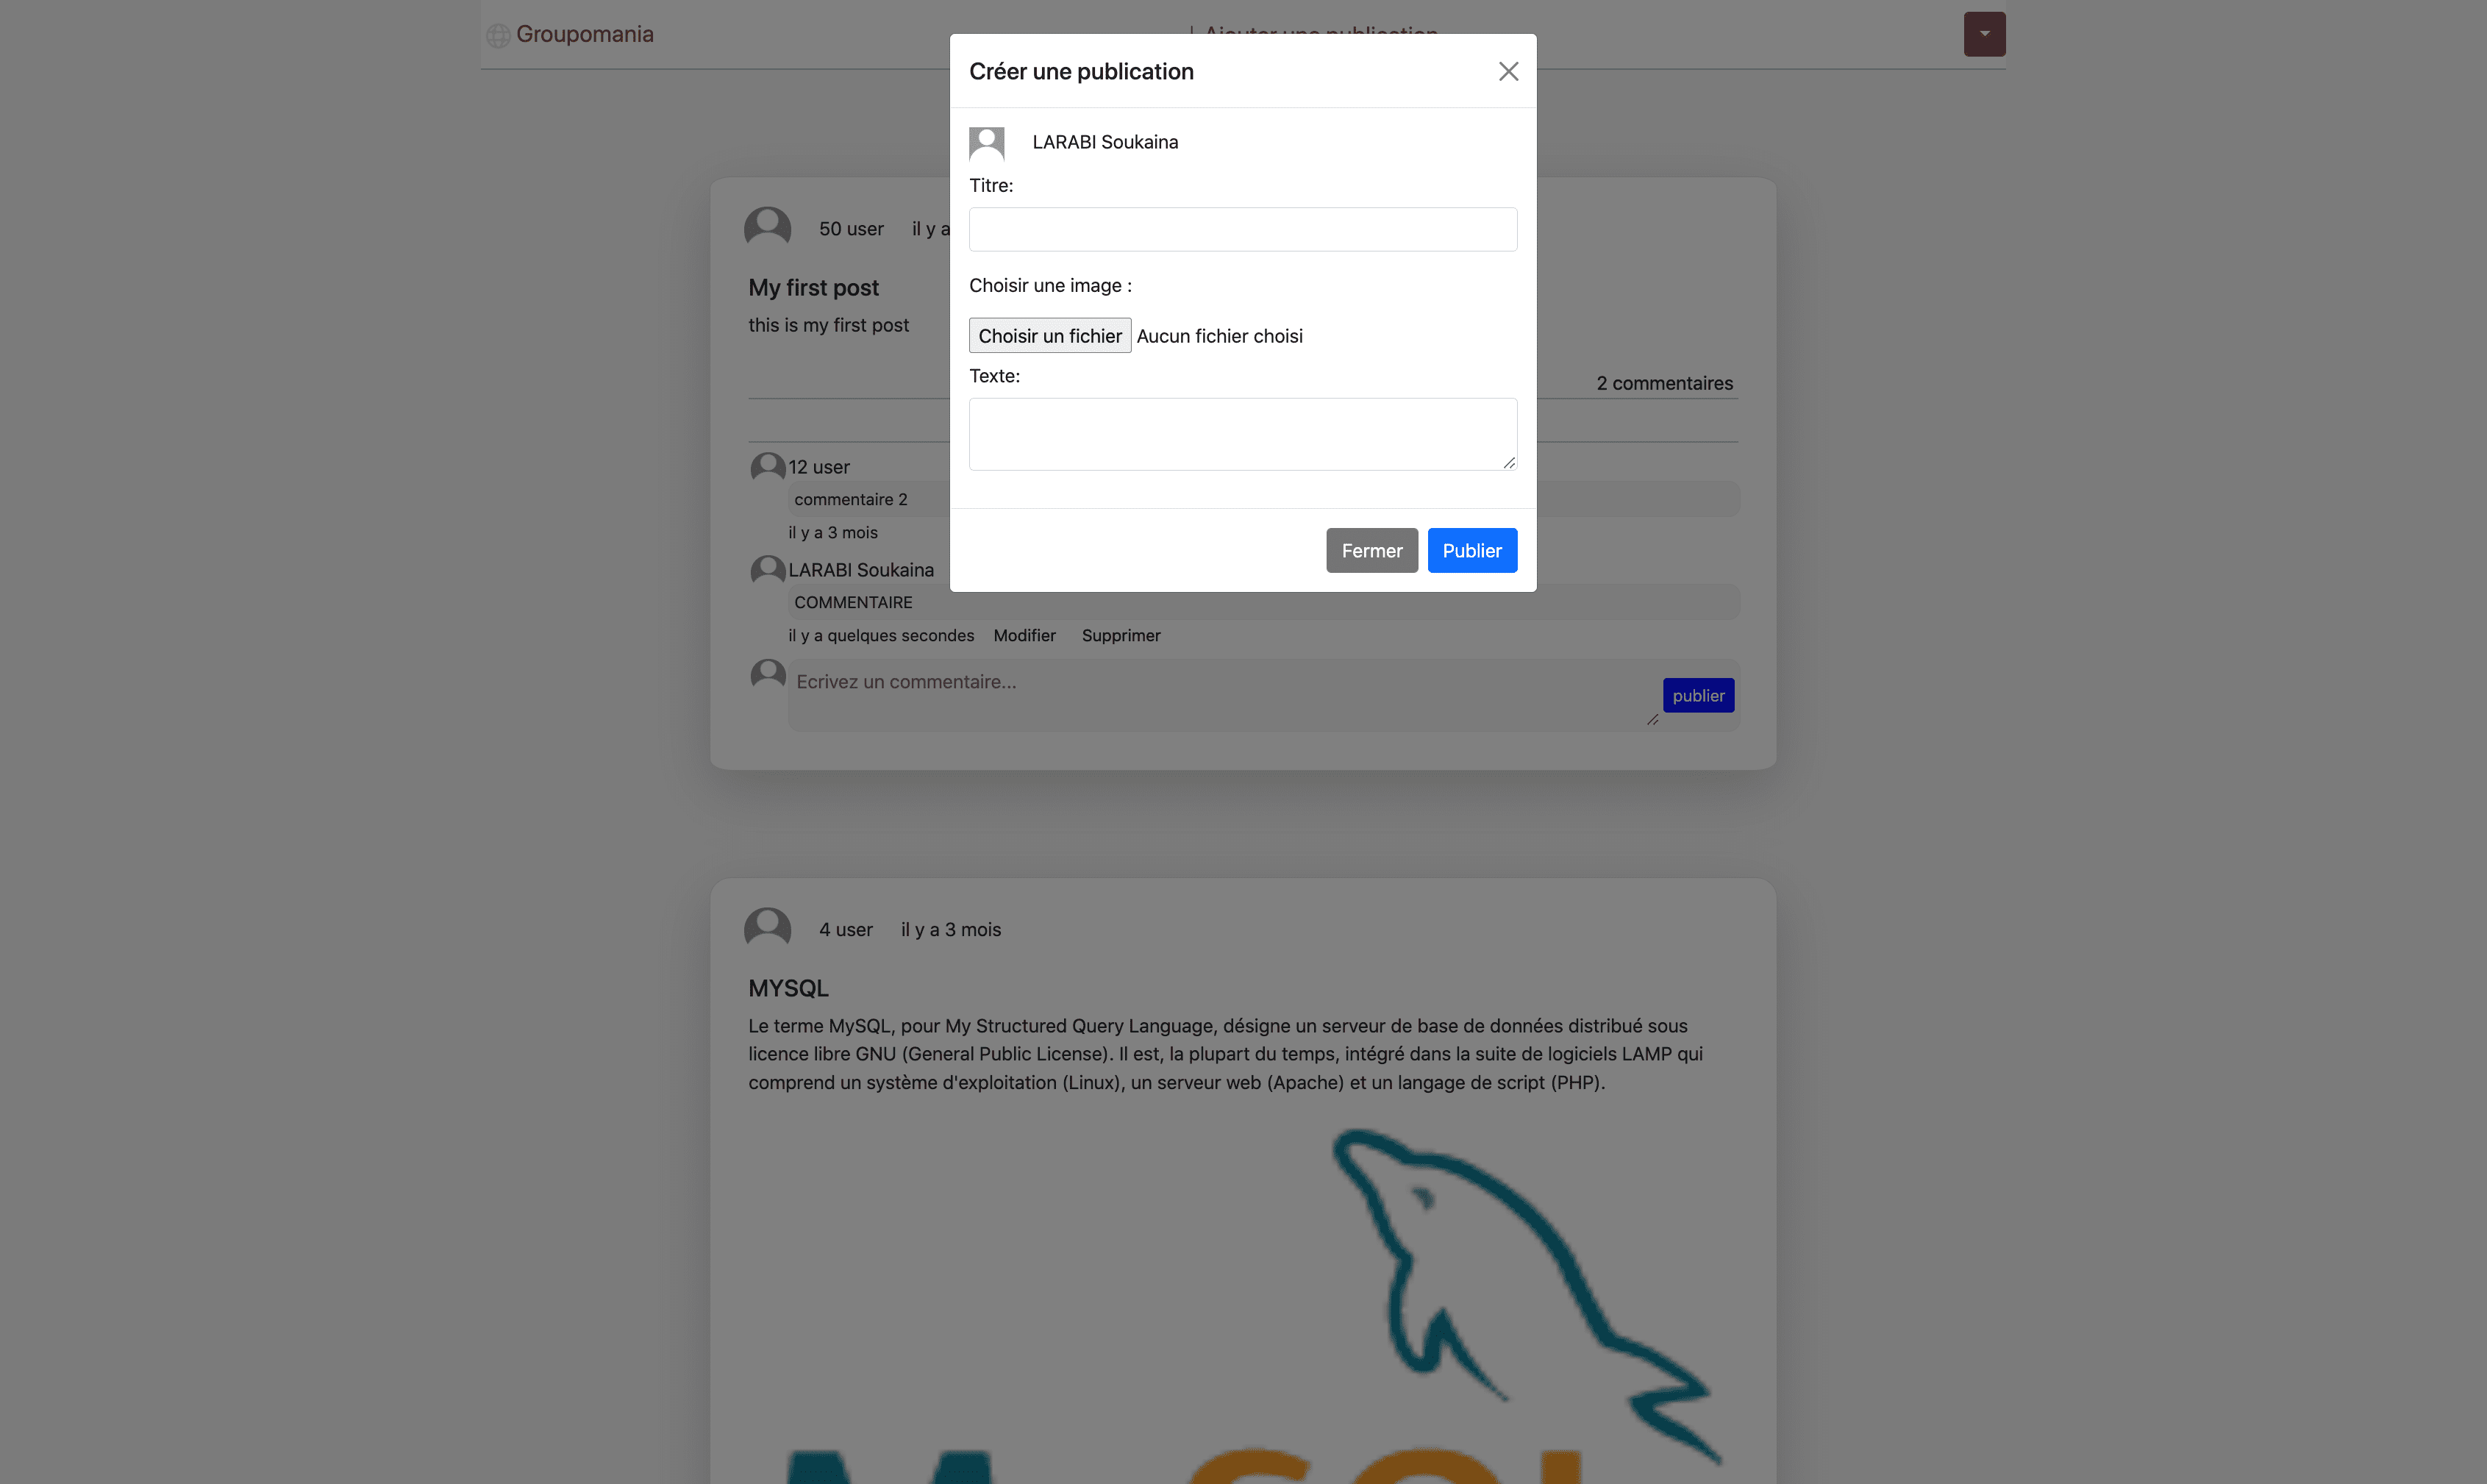 Groupomania
Ajouter une publication
Créer une publication
LARABI Soukaina
Titre:
Choisir une image :
Choisir un fichier Aucun fichier choisi
Texte:
Fermer Publier
50 user il y a
My first post
this is my first post
2 commentaires
12 user
commentaire 2
il y a 3 mois
LARABI Soukaina
COMMENTAIRE
il y a quelques secondes Modifier Supprimer
Ecrivez un commentaire...
publier
4 user il y a 3 mois
MYSQL
Le terme MySQL, pour My Structured Query Language, désigne un serveur de base de données distribué sous
licence libre GNU (General Public License). Il est, la plupart du temps, intégré dans la suite de logiciels LAMP qui
comprend un système d'exploitation (Linux), un serveur web (Apache) et un langage de script (PHP).